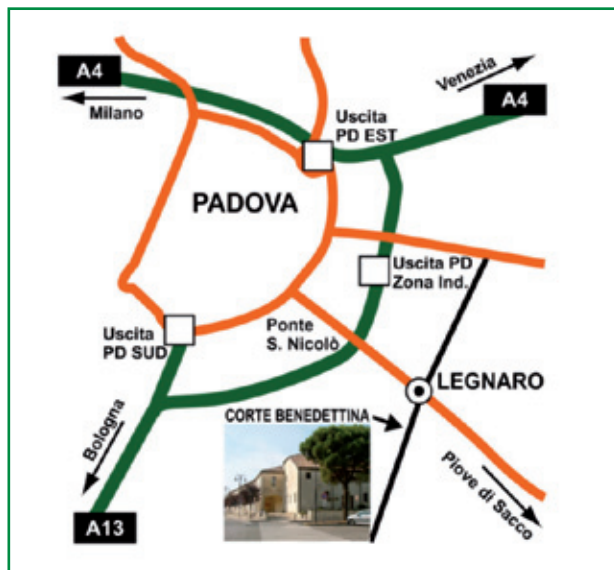 A4
Milano
Venezia
A4
Uscita
PD EST
PADOVA
Uscita PD
Zona Ind.
Uscita
PD SUD
Ponte
S. Nicolò
LEGNARO
CORTE BENEDETTINA
Bologna
Piove di Sacco
A13